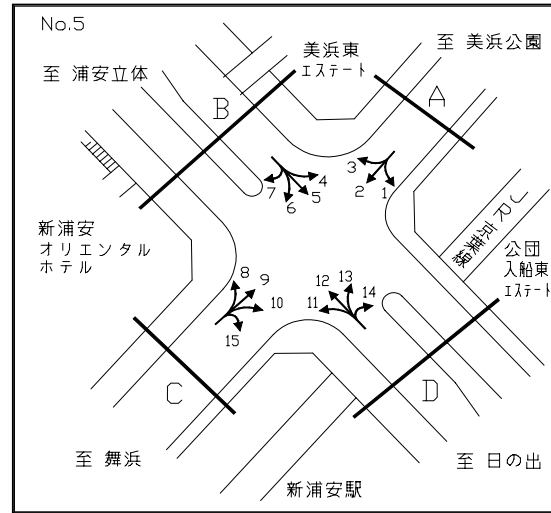 No.5
美浜東
エステート
至 美浜公園
至 浦安立体
A
B
3
2
1
4
5
6
7
JR京葉線
新浦安
オリエンタル
ホテル
公団
入船東
エステート
8
9
10
15
11
12
13
14
C
D
至 舞浜
至 日の出
新浦安駅